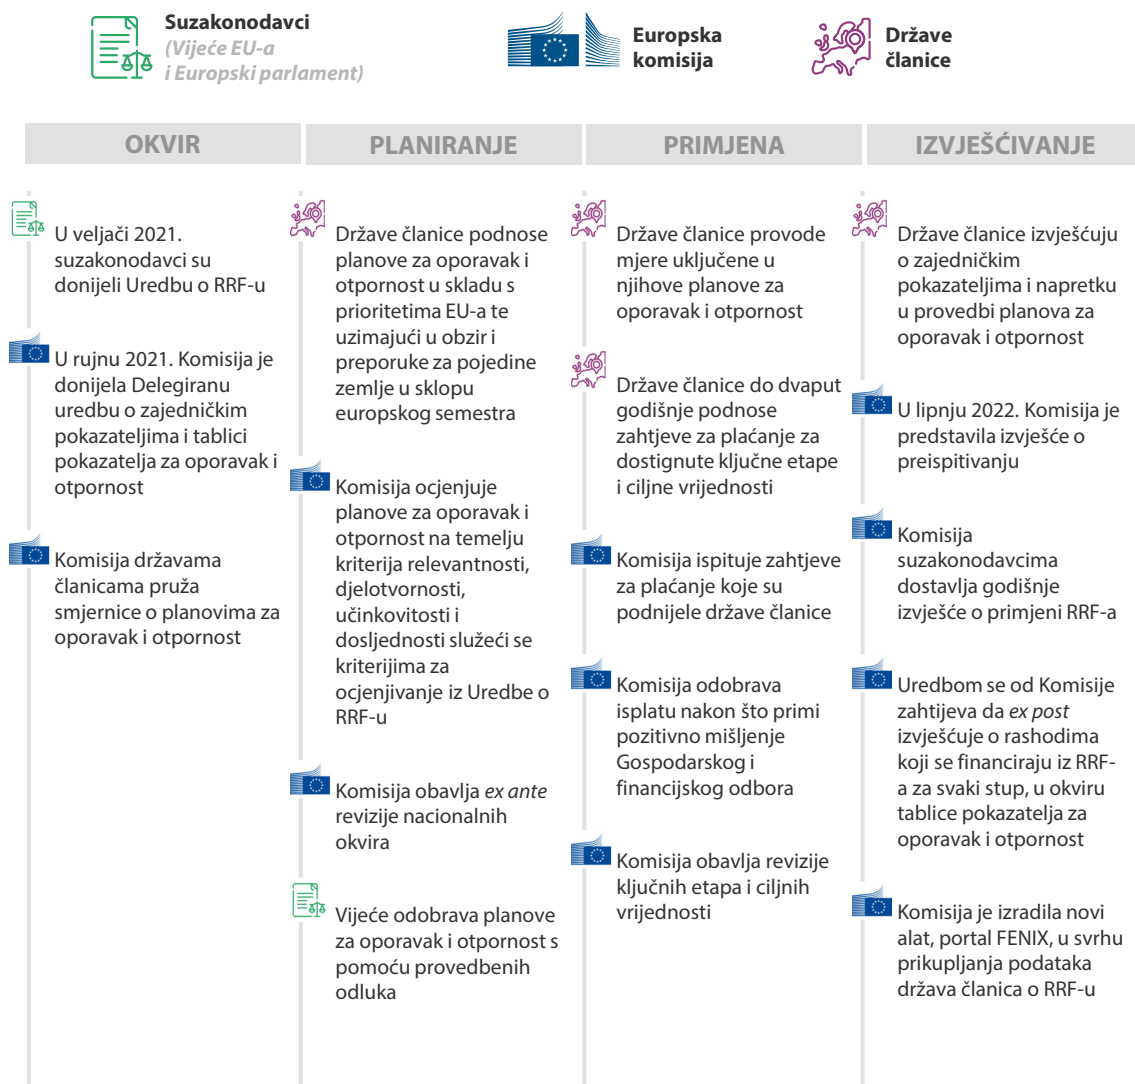 Suzakonodavci
(Vijeće EU-a
i Europski parlament)
Europska
komisija
Države
članice
OKVIR
PLANIRANJE
PRIMJENA
IZVJEŠĆIVANJE
U veljači 2021.
suzakonodavci su
donijeli Uredbu o RRF-u
U rujnu 2021. Komisija je
donijela Delegiranu
uredbu o zajedničkim
pokazateljima i tablici
pokazatelja za oporavak i
otpornost
Komisija državama
članicama pruža
smjernice o planovima za
oporavak i otpornost
Države članice podnose
planove za oporavak i
otpornost u skladu s
prioritetima EU-a te
uzimajući u obzir i
preporuke za pojedine
zemlje u sklopu
europskog semestra
Komisija ocjenjuje
planove za oporavak i
otpornost na temelju
kriterija relevantnosti,
djelotvornosti,
učinkovitosti i
dosljednosti služeći se
kriterijima za
ocjenjivanje iz Uredbe o
RRF-u
Komisija obavlja ex ante
revizije nacionalnih
okvira
Vijeće odobrava planove
za oporavak i otpornost s
pomoću provedbenih
odluka
Države članice provode
mjere uključene u
njihove planove za
oporavak i otpornost
Države članice do dvaput
godišnje podnose
zahtjeve za plaćanje za
dostignute ključne etape
i ciljne vrijednosti
Komisija ispituje zahtjeve
za plaćanje koje su
podnijele države članice
Komisija odobrava
isplatu nakon što primi
pozitivno mišljenje
Gospodarskog i
financijskog odbora
Komisija obavlja revizije
ključnih etapa i ciljnih
vrijednosti
Države članice izvješćuju
o zajedničkim
pokazateljima i napretku
u provedbi planova za
oporavak i otpornost
U lipnju 2022. Komisija je
predstavila izvješće o
preispitivanju
Komisija
suzakonodavcima
dostavlja godišnje
izvješće o primjeni RRF-a
Uredbom se od Komisije
zahtijeva da ex post
izvješćuje o rashodima
koji se financiraju iz RRF-
a za svaki stup, u okviru
tablice pokazatelja za
oporavak i otpornost
Komisija je izradila novi
alat, portal FENIX, u svrhu
prikupljanja podataka
država članica o RRF-u